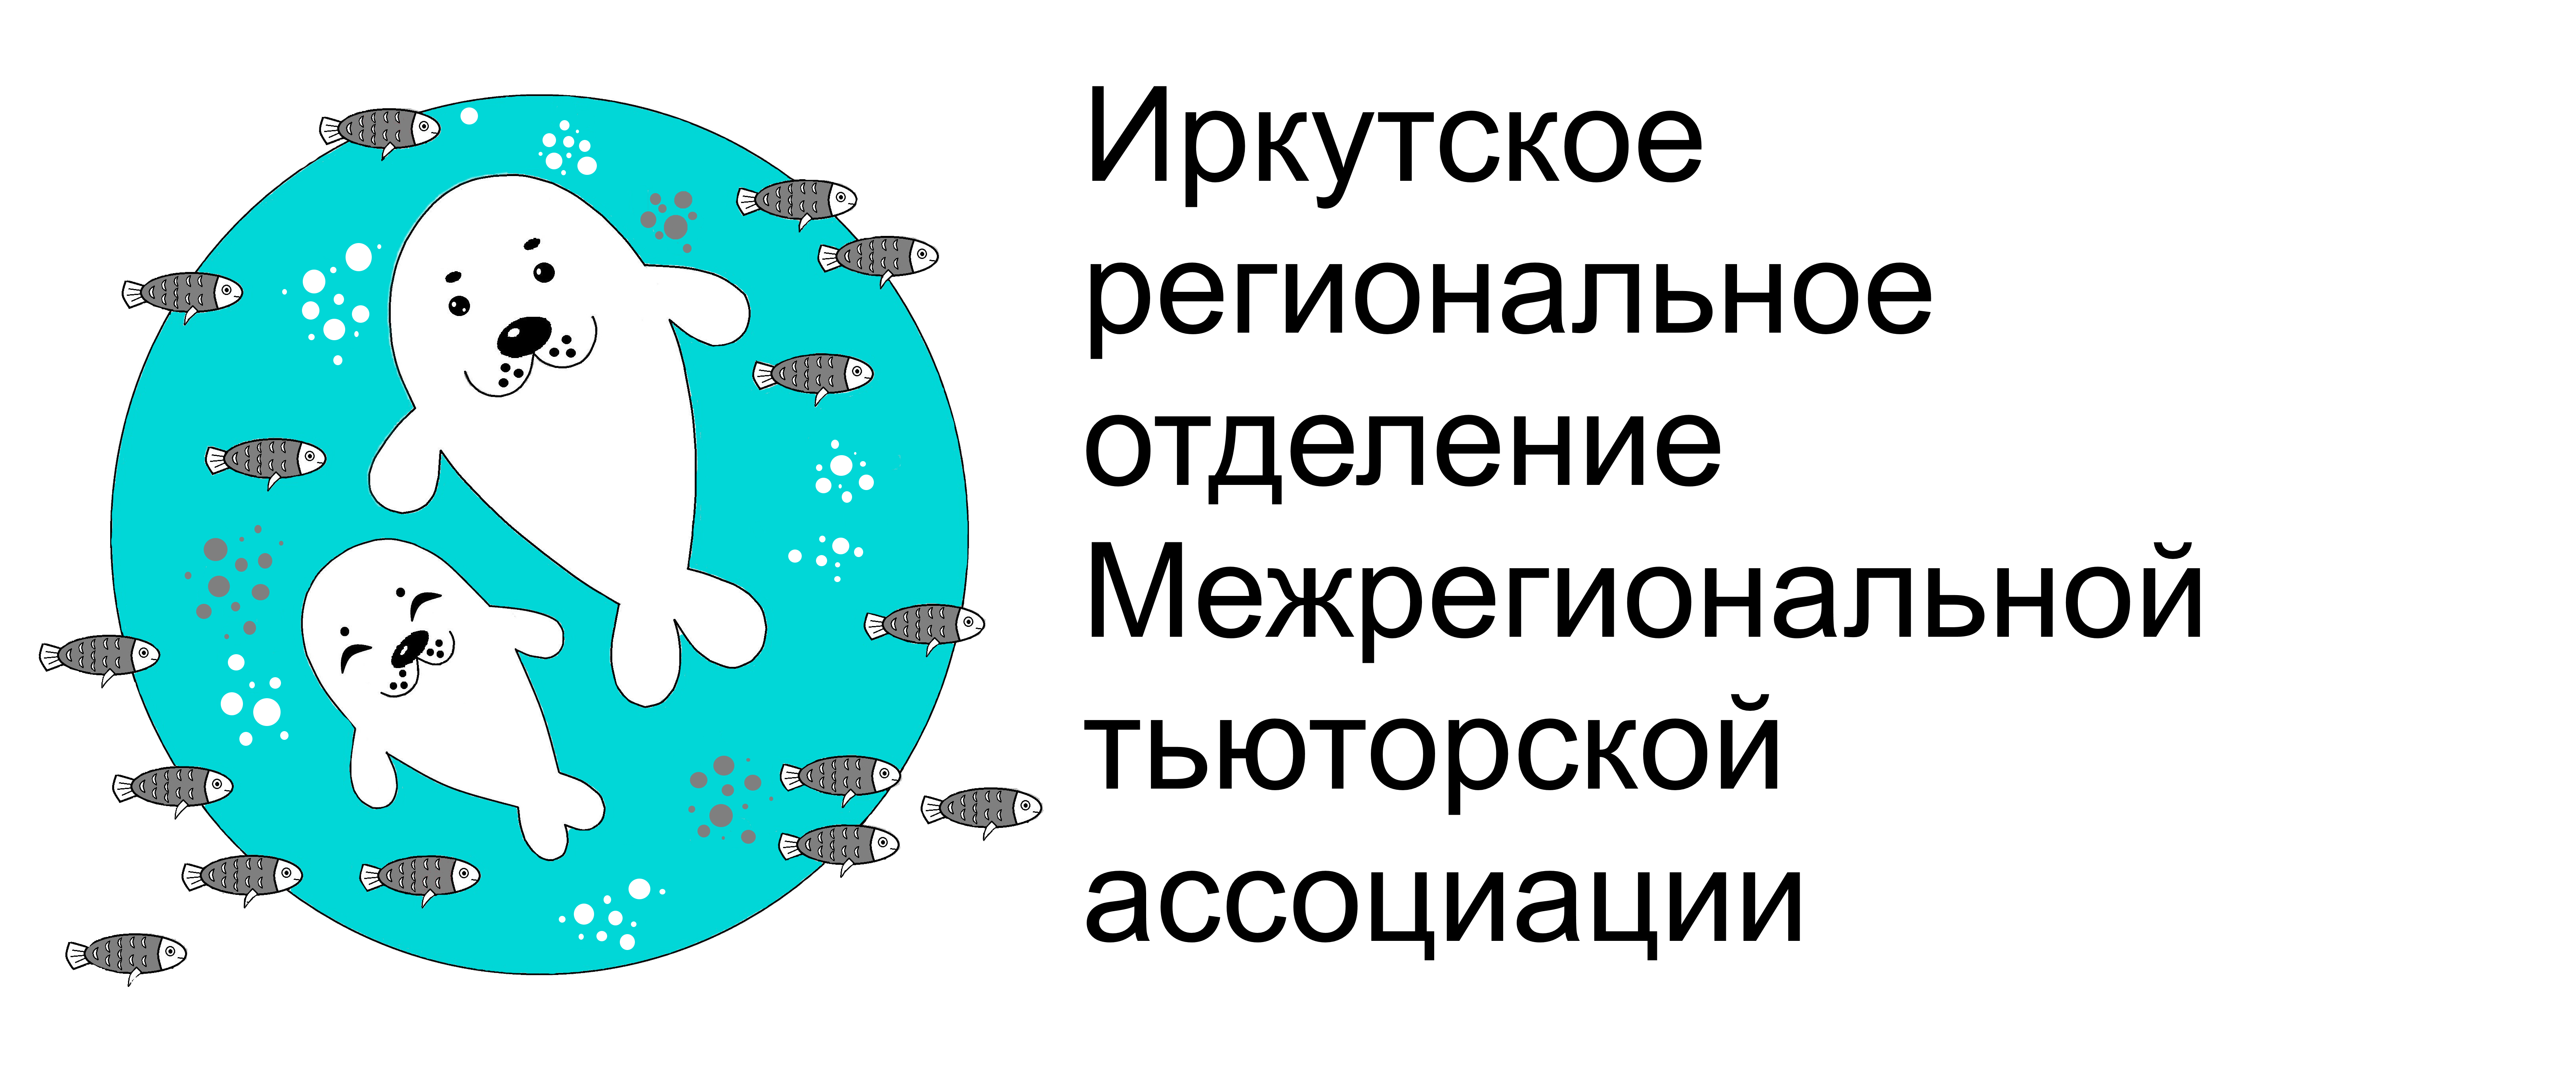 Иркутское
региональное
отделение
Межрегиональной
тьюторской
ассоциации